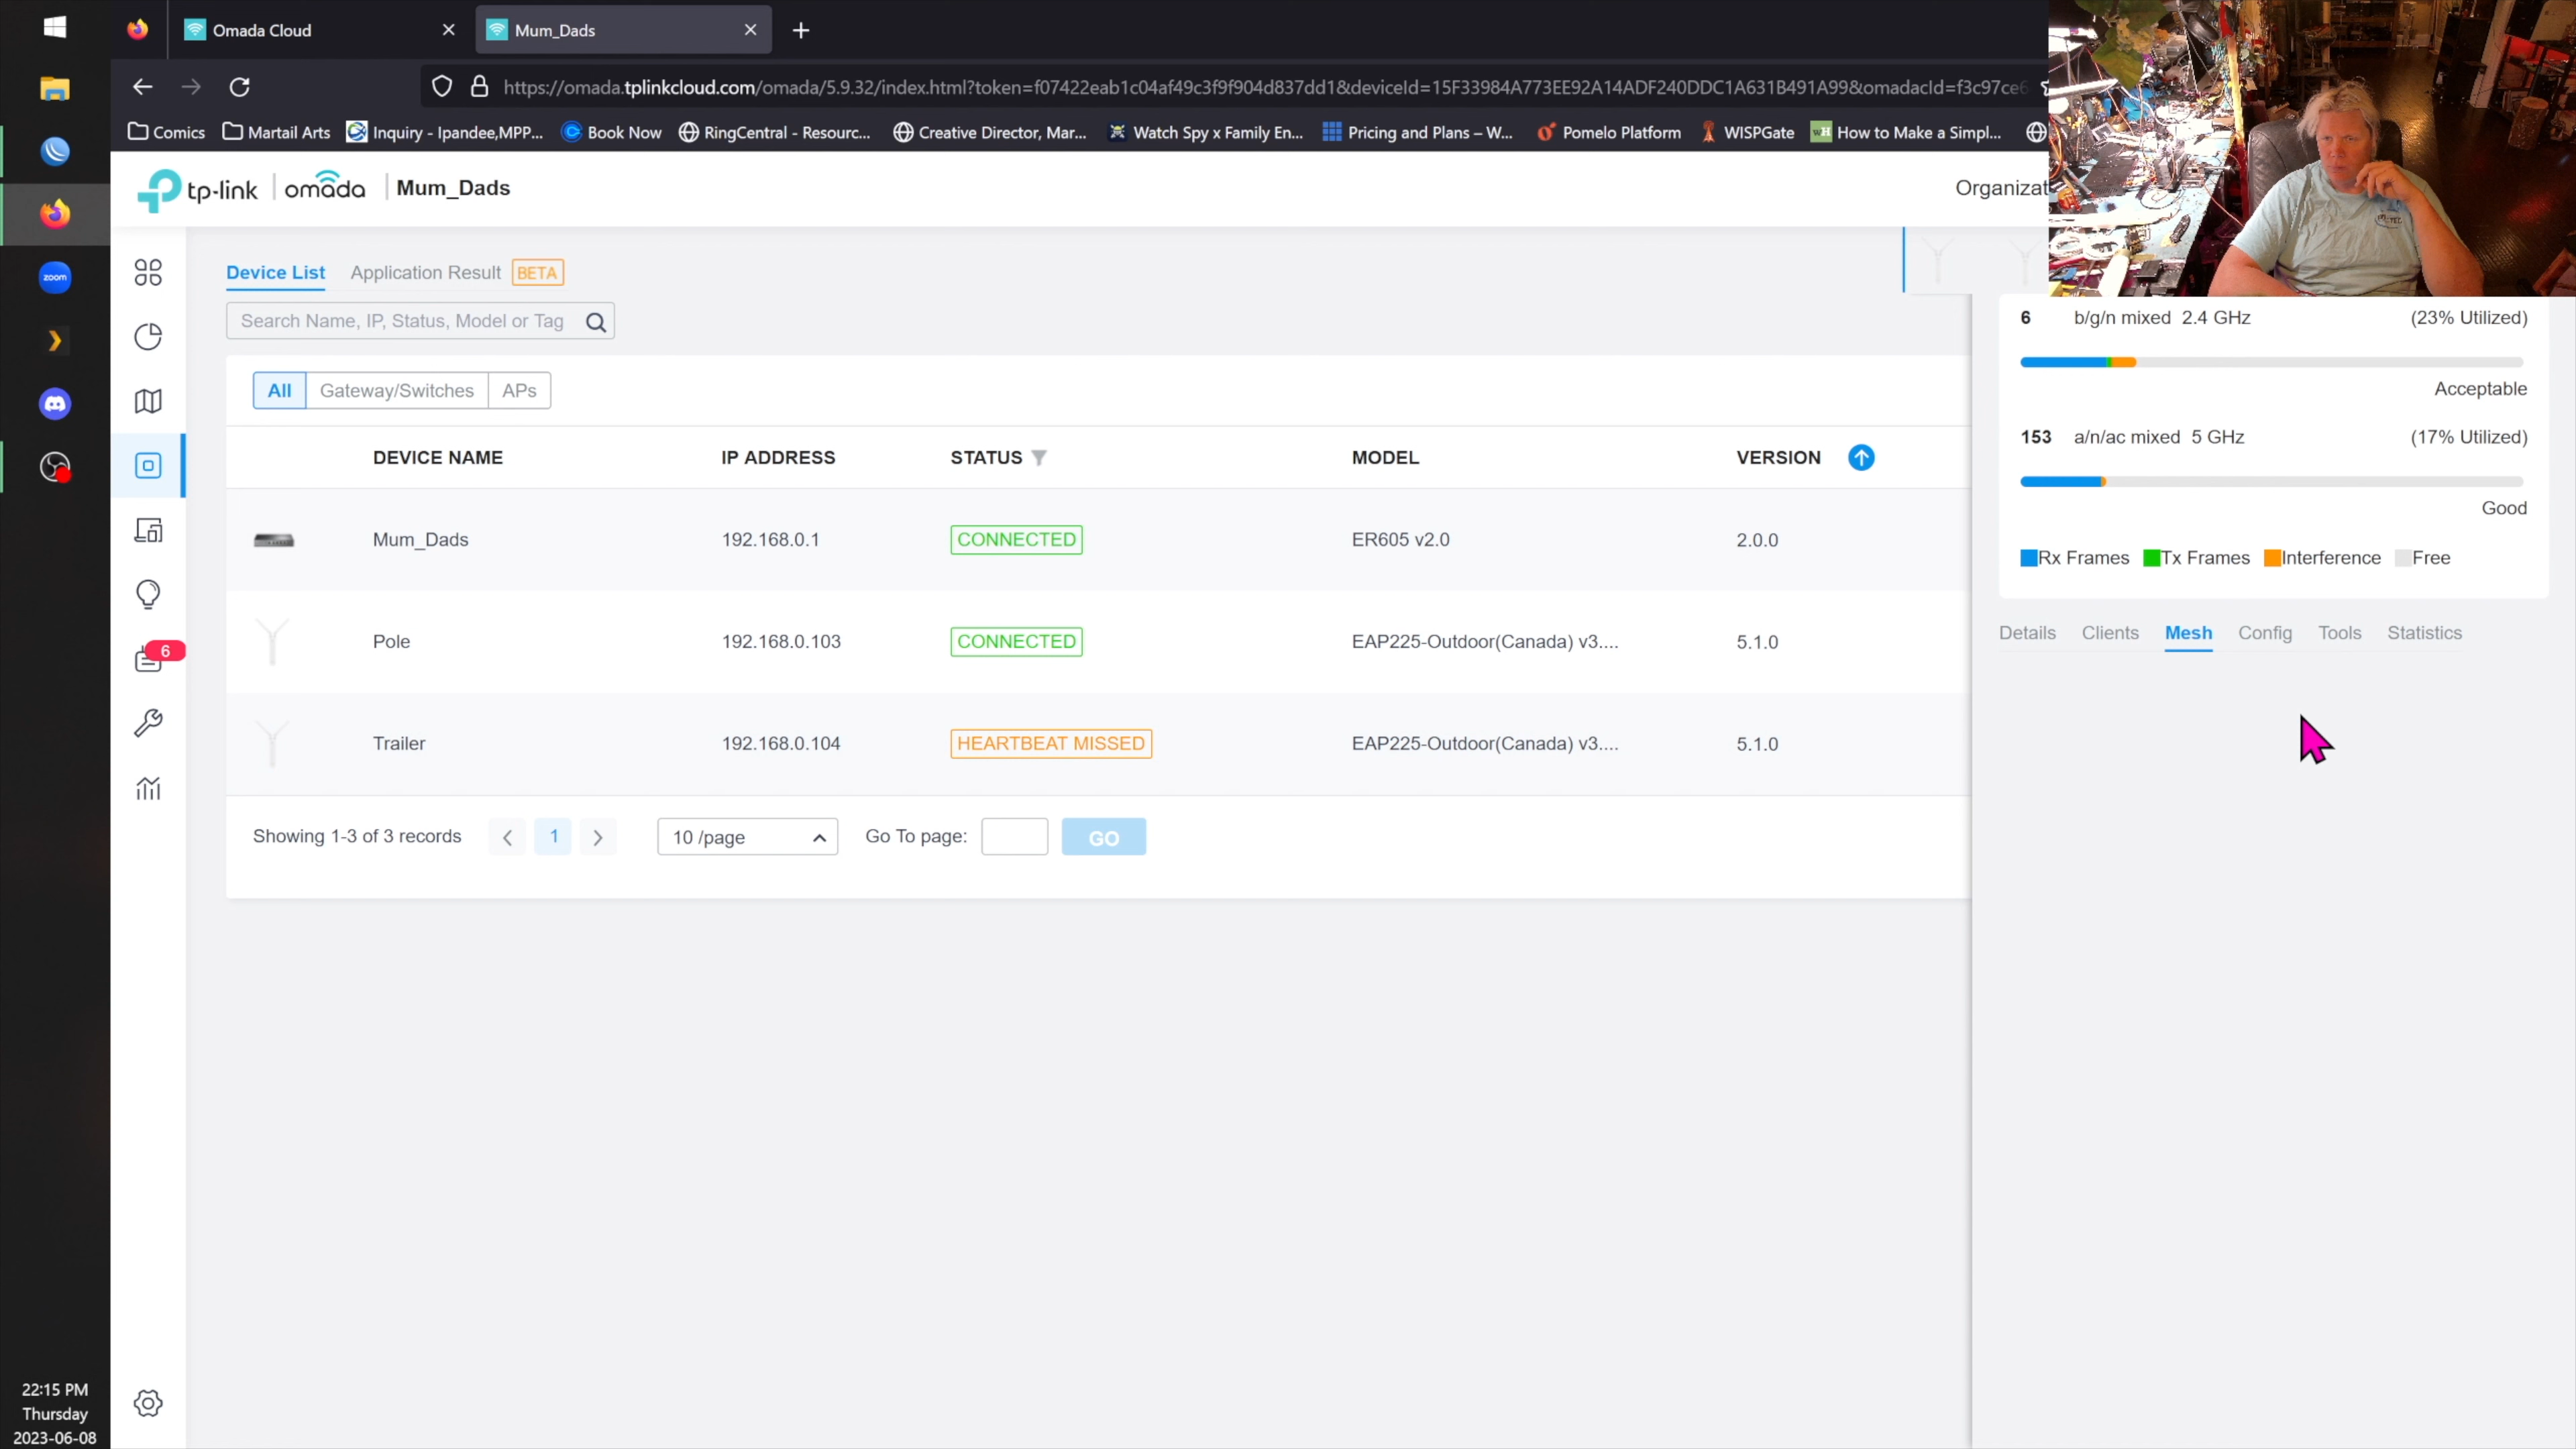 Omada Cloud
Mum_Dads
https://omada.tplinkcloud.com/omada/5.9.32/index.html?token=f07422eab1c04af49c3f9f904d837dd1&deviceId=15F33984A773EE92A14ADF240DDC1A631B491A99&omadacId=f3c97ce6
Comics Martail Arts Inquiry - Ipandee,MPP... Book Now RingCentral - Resourc... Creative Director, Mar... Watch Spy x Family En... Pricing and Plans – W... Pomelo Platform WISPGate How to Make a Simpl...
tp-link | omada | Mum_Dads
Organizat
Device List Application Result BETA
Search Name, IP, Status, Model or Tag
All Gateway/Switches APs
DEVICE NAME IP ADDRESS STATUS MODEL VERSION
Mum_Dads 192.168.0.1 CONNECTED ER605 v2.0 2.0.0
Pole 192.168.0.103 CONNECTED EAP225-Outdoor(Canada) v3.... 5.1.0
Trailer 192.168.0.104 HEARTBEAT MISSED EAP225-Outdoor(Canada) v3.... 5.1.0
Showing 1-3 of 3 records 1 10 /page Go To page: GO
6 b/g/n mixed 2.4 GHz (23% Utilized)
Acceptable
153 a/n/ac mixed 5 GHz (17% Utilized)
Good
Rx Frames Tx Frames Interference Free
Details Clients Mesh Config Tools Statistics
zoom
6
22:15 PM
Thursday
2023-06-08